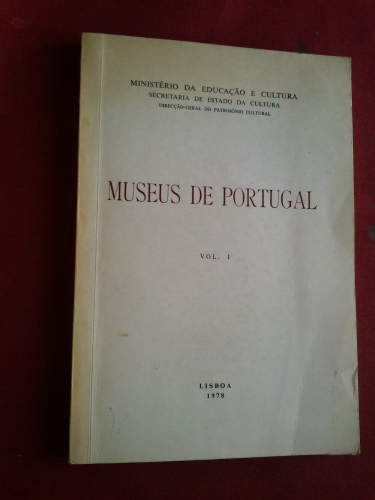 MINISTÉRIO DA EDUCAÇÃO E CULTURA
SECRETARIA DE ESTADO DA CULTURA
DIRECÇÃO-GERAL DO PATRIMÓNIO CULTURAL
MUSEUS DE PORTUGAL
VOL. I
LISBOA
1978